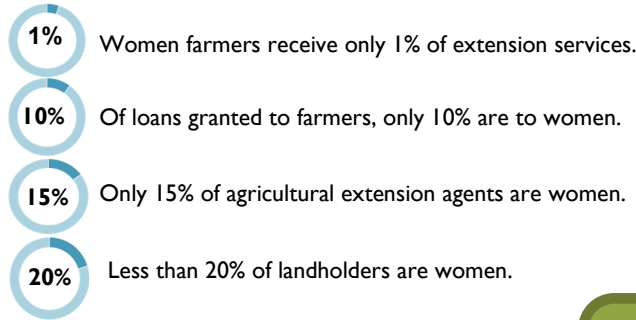 1%
Women farmers receive only 1% of extension services.
10%
Of loans granted to farmers, only 10% are to women.
15%
Only 15% of agricultural extension agents are women.
20%
Less than 20% of landholders are women.